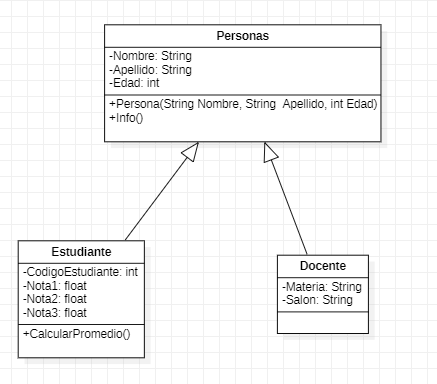 Personas
-Nombre: String
-Apellido: String
-Edad: int
+Persona(String Nombre, String Apellido, int Edad)
+Info()
Estudiante
-CodigoEstudiante: int
-Nota1: float
-Nota2: float
-Nota3: float
+CalcularPromedio()
Docente
-Materia: String
-Salon: String